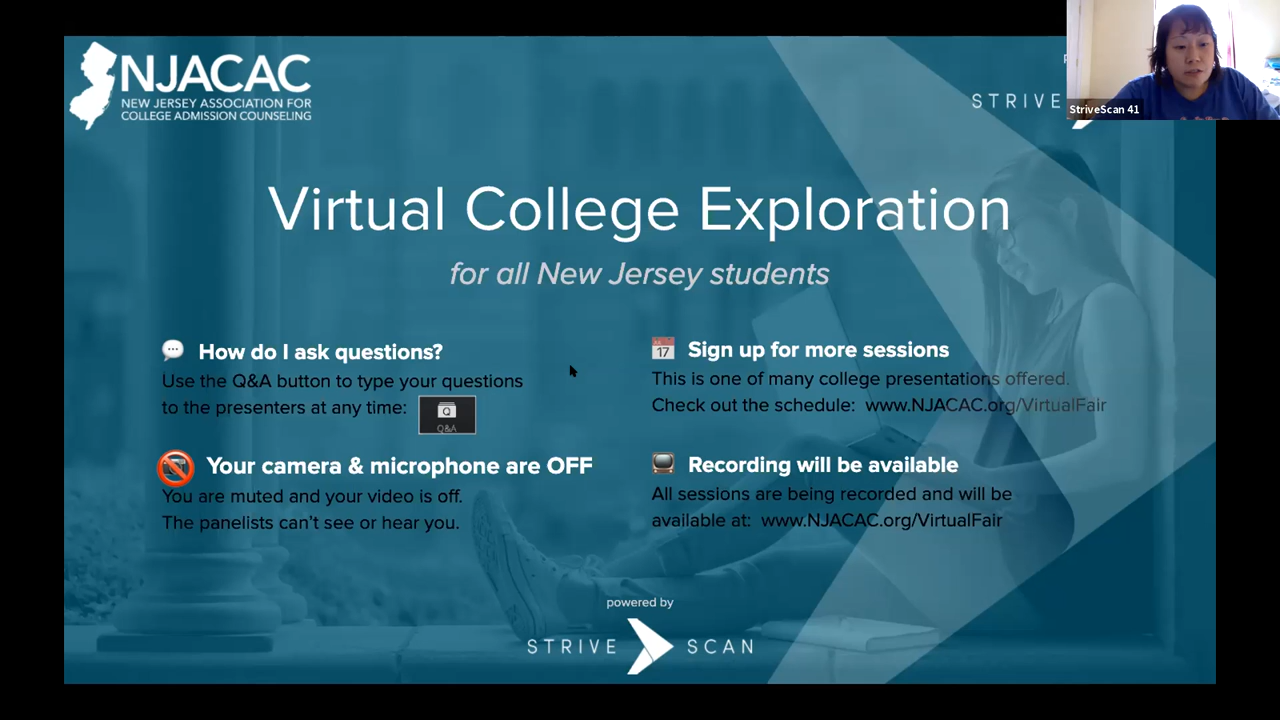 NJACAC
NEW JERSEY ASSOCIATION FOR
COLLEGE ADMISSION COUNSELING
STRIVE
StriveScan 41
Virtual College Exploration
for all New Jersey students
How do I ask questions?
Use the Q&A button to type your questions
to the presenters at any time:
Q
Q&A
Your camera & microphone are OFF
You are muted and your video is off.
The panelists can't see or hear you.
17
Sign up for more sessions
This is one of many college presentations offered.
Check out the schedule: www.NJACAC.org/VirtualFair
Recording will be available
All sessions are being recorded and will be
available at: www.NJACAC.org/VirtualFair
powered by
STRIVE SCAN